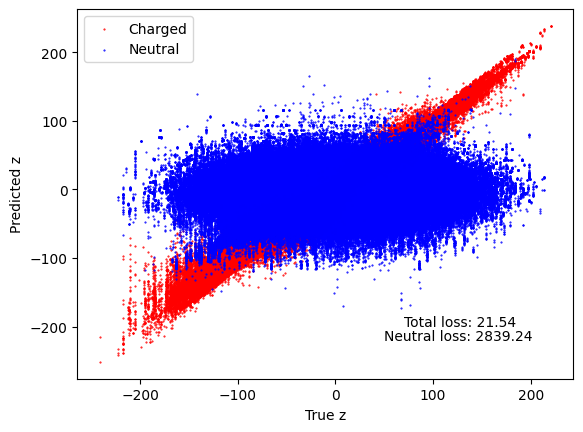 Charged
Neutral
200
100
0
−100
−200
Predicted z
Total loss: 21.54
Neutral loss: 2839.24
−200 −100 0 100 200
True z